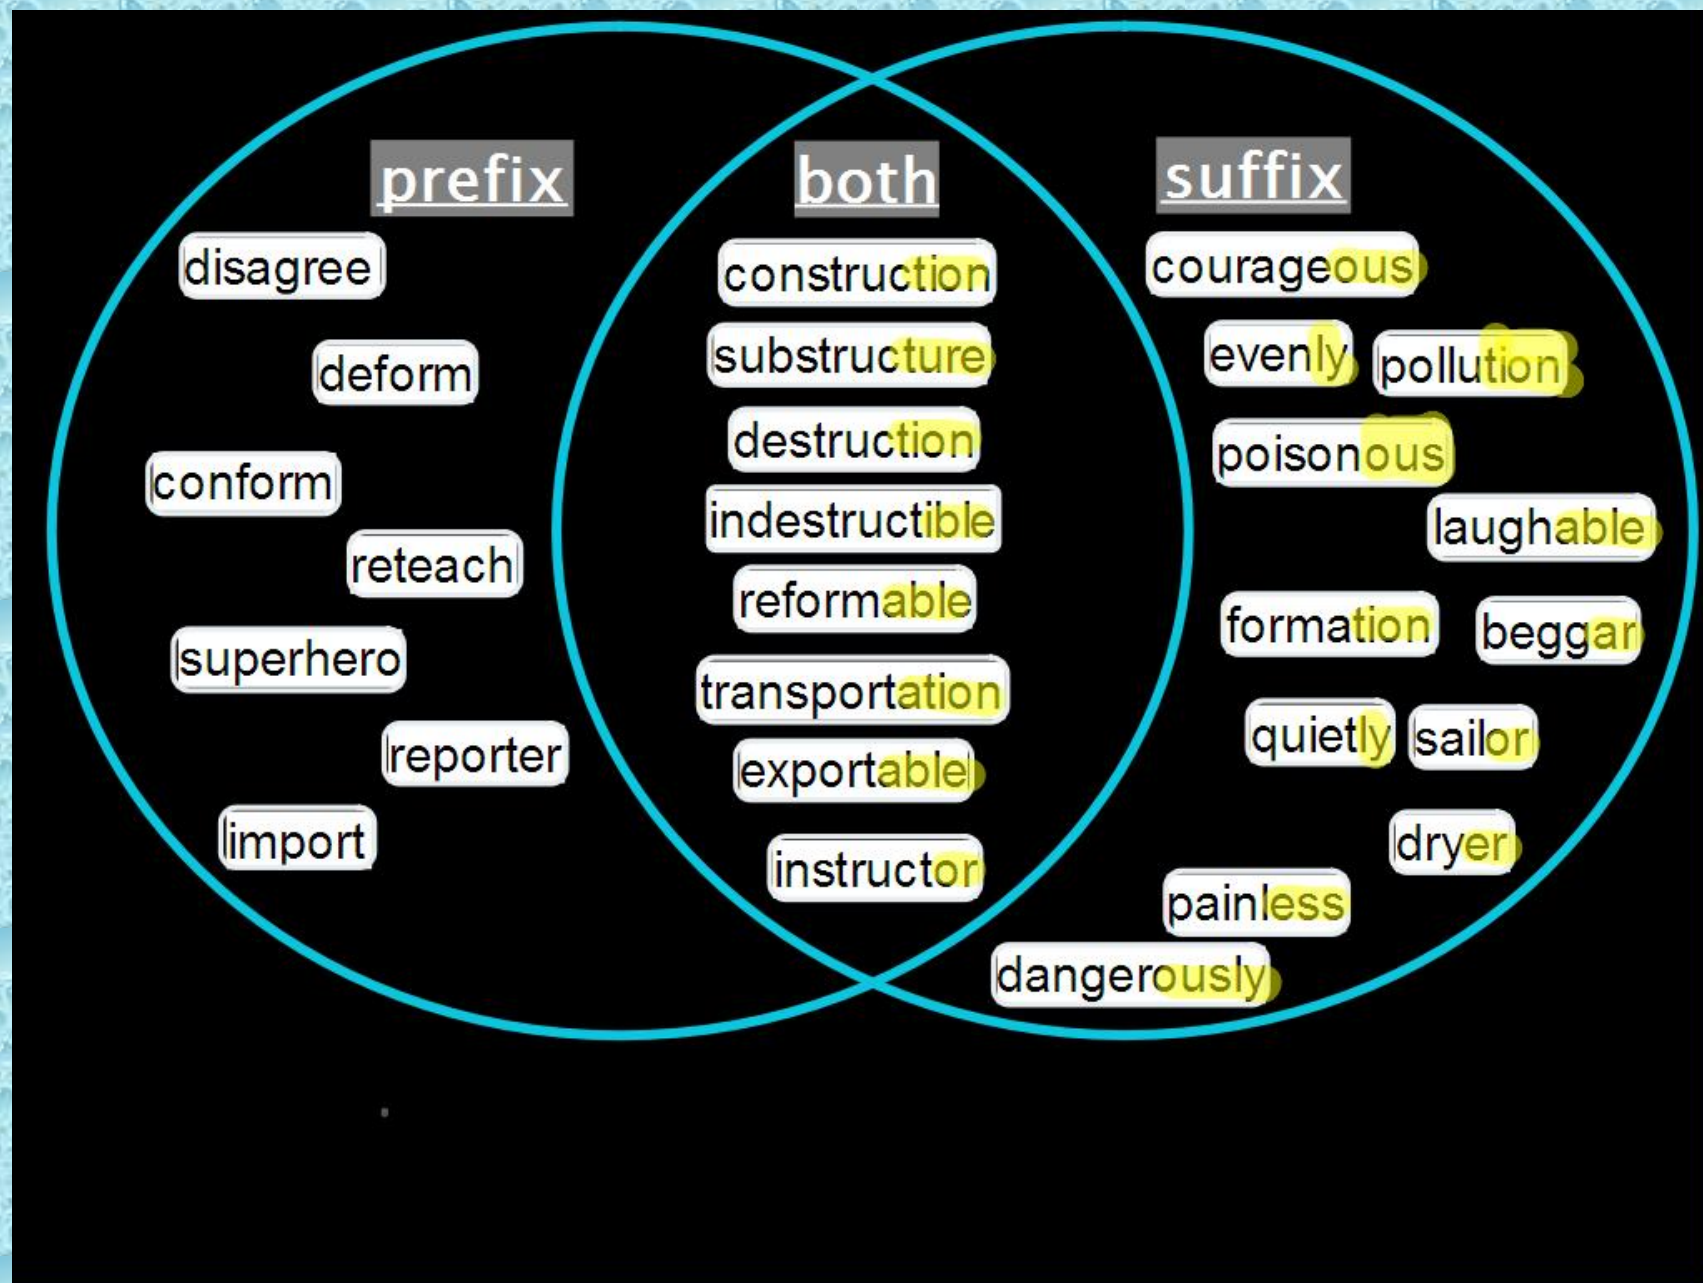 prefix
disagree
deform
conform
reteach
superhero
reporter
import
both
construction
substructure
destruction
indestructible
reformable
transportation
exportable
instructor
suffix
courageous
evenly
pollution
poisonous
laughable
formation
beggar
quietly
sailor
dryer
painless
dangerously